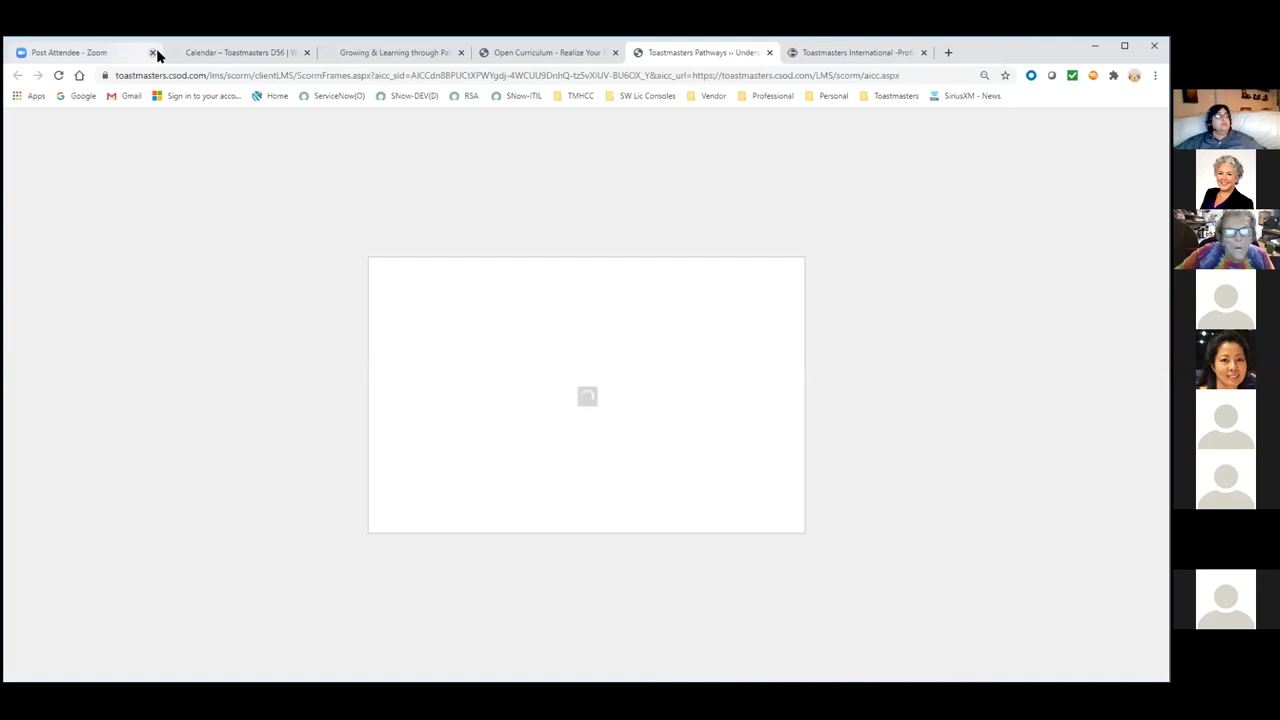 Post Attendee - Zoom
Calendar – Toastmasters D56 | W
Growing & Learning through Pa
Open Curriculum - Realize Your
Toastmasters Pathways ›› Under
Toastmasters International -Prof
toastmasters.csod.com/lms/scorm/clientLMS/ScormFrames.aspx?aicc_sid=AICCdn8BPUCtXPWYgdj-4WCUU9DnhQ-tz5vXIUV-BU6OX_Y&aicc_url=https://toastmasters.csod.com/LMS/scorm/aicc.aspx
Apps Google Gmail Sign in to your acco... Home ServiceNow(O) SNow-DEV(D) RSA SNow-ITIL TMHCC SW Lic Consoles Vendor Professional Personal Toastmasters SiriusXM - News